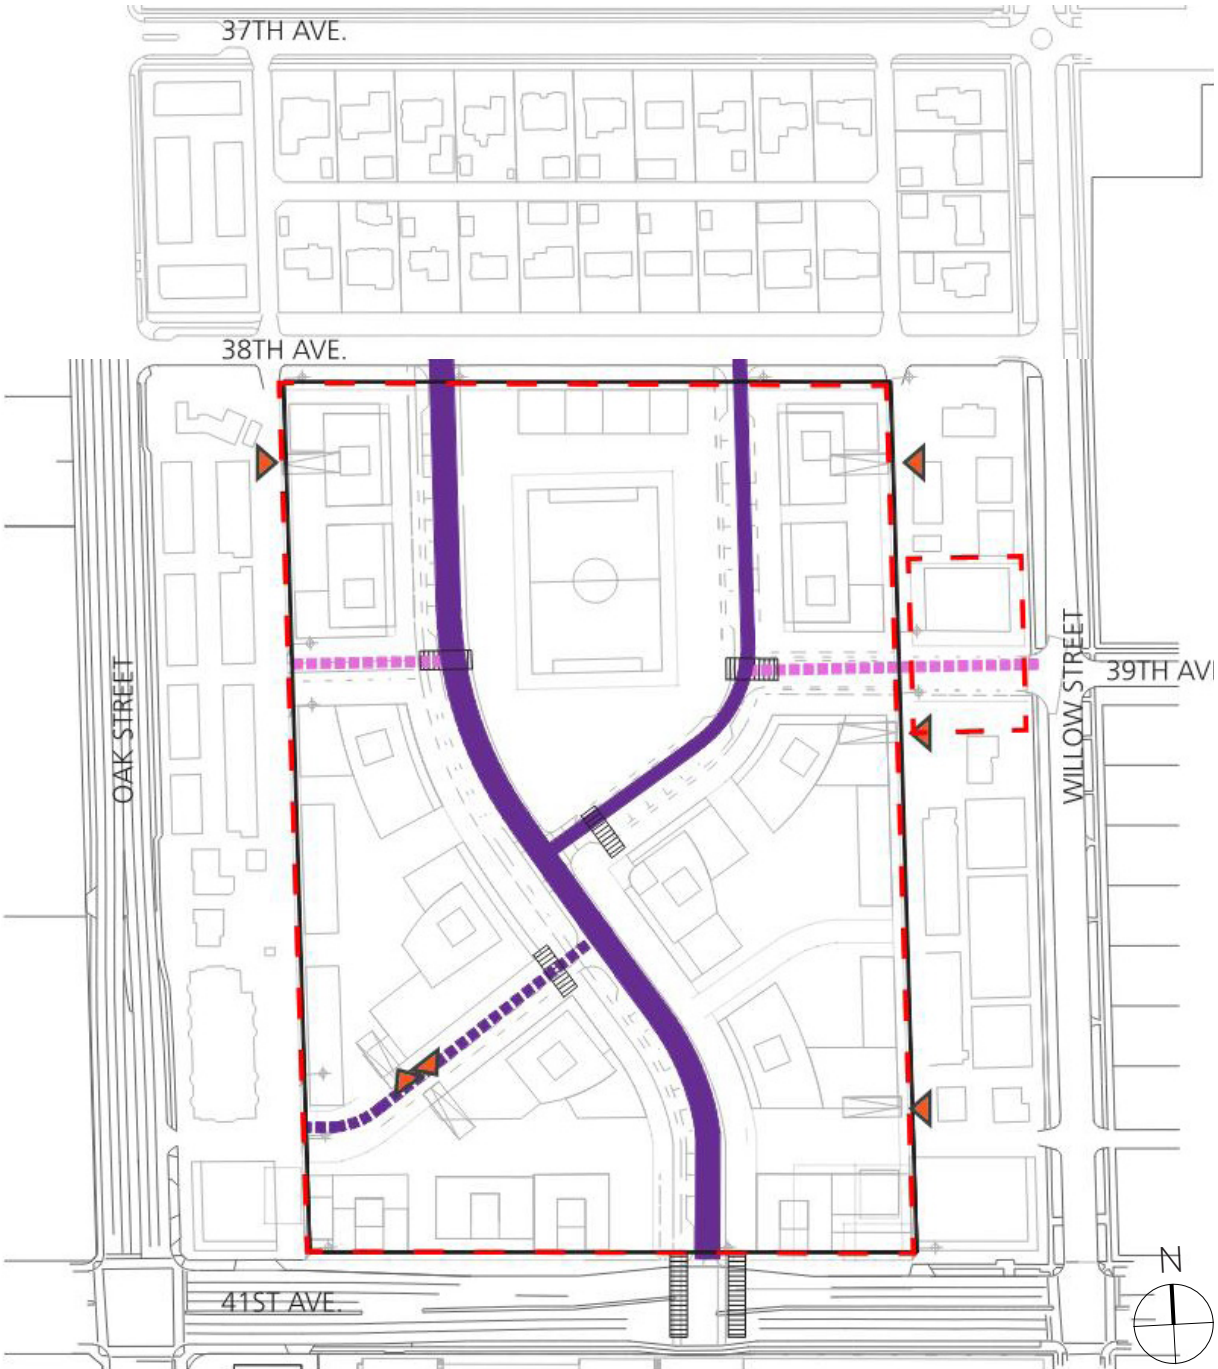 37TH AVE.
38TH AVE.
OAK STREET
WILLOW STREET
39TH AVE
41ST AVE.
N